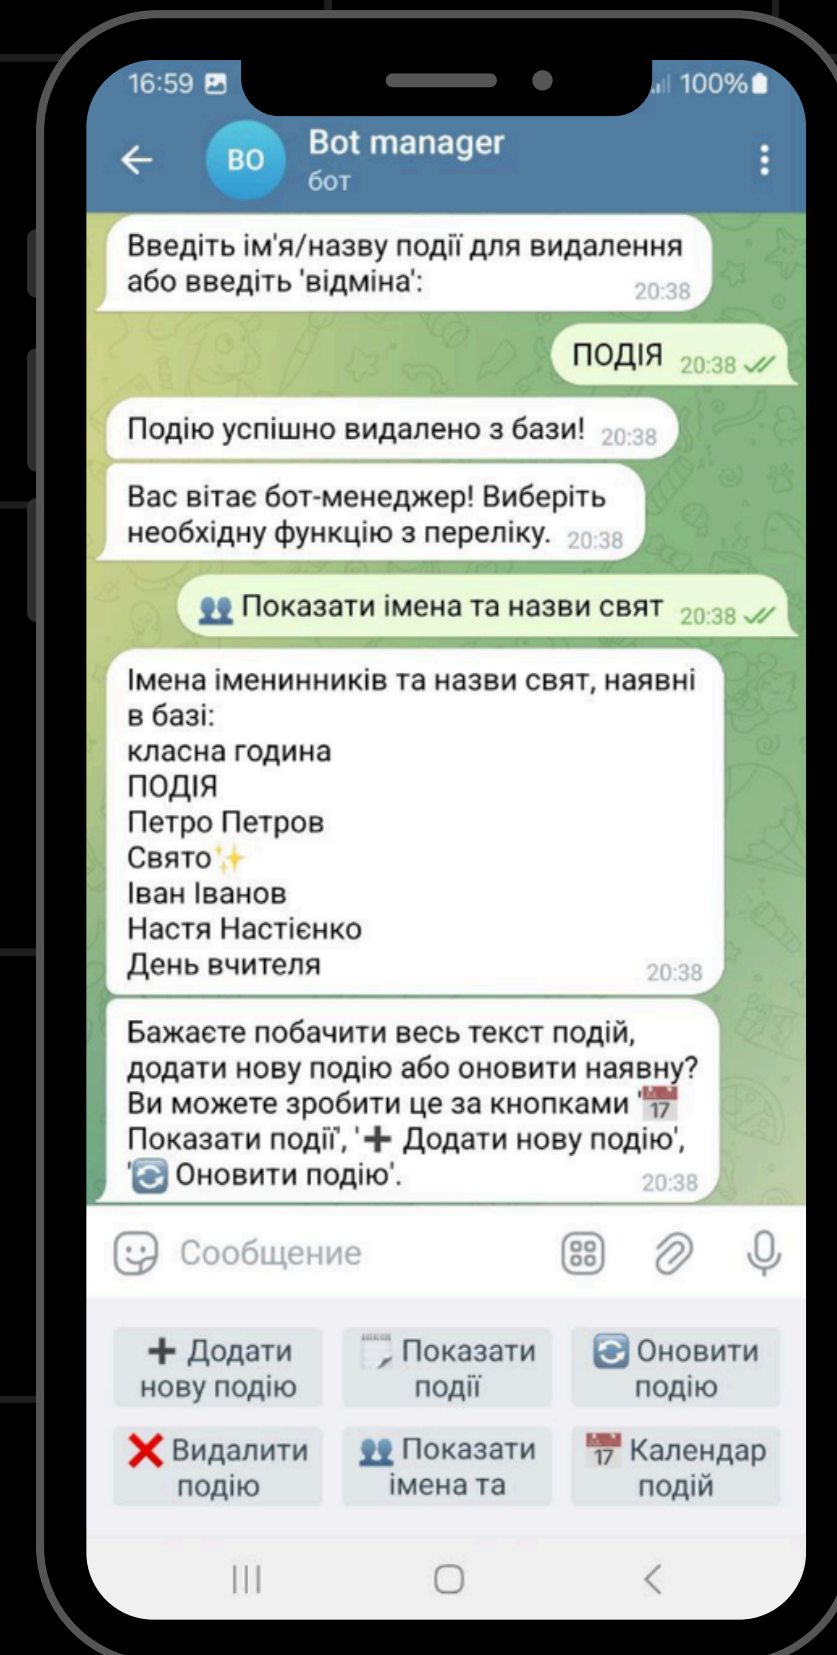 16:59
100%
BO
Bot manager
бот
Введіть ім'я/назву події для видалення
або введіть 'відміна':
20:38
ПОДІЯ 20:38
Подію успішно видалено з бази! 20:38
Вас вітає бот-менеджер! Виберіть
необхідну функцію з переліку. 20:38
👥 Показати імена та назви свят 20:38
Імена іменинників та назви свят, наявні
в базі:
класна година
ПОДІЯ
Петро Петров
Свято✨
Іван Іванов
Настя Настієнко
День вчителя
20:38
Бажаєте побачити весь текст подій,
додати нову подію або оновити наявну?
Ви можете зробити це за кнопками '📅
Показати події', '➕ Додати нову подію',
'🔄 Оновити подію'.
20:38
Сообщение
➕ Додати
нову подію
🗒 Показати
події
🔄 Оновити
подію
❌ Видалити
подію
👥 Показати
імена та
📅 Календар
подій